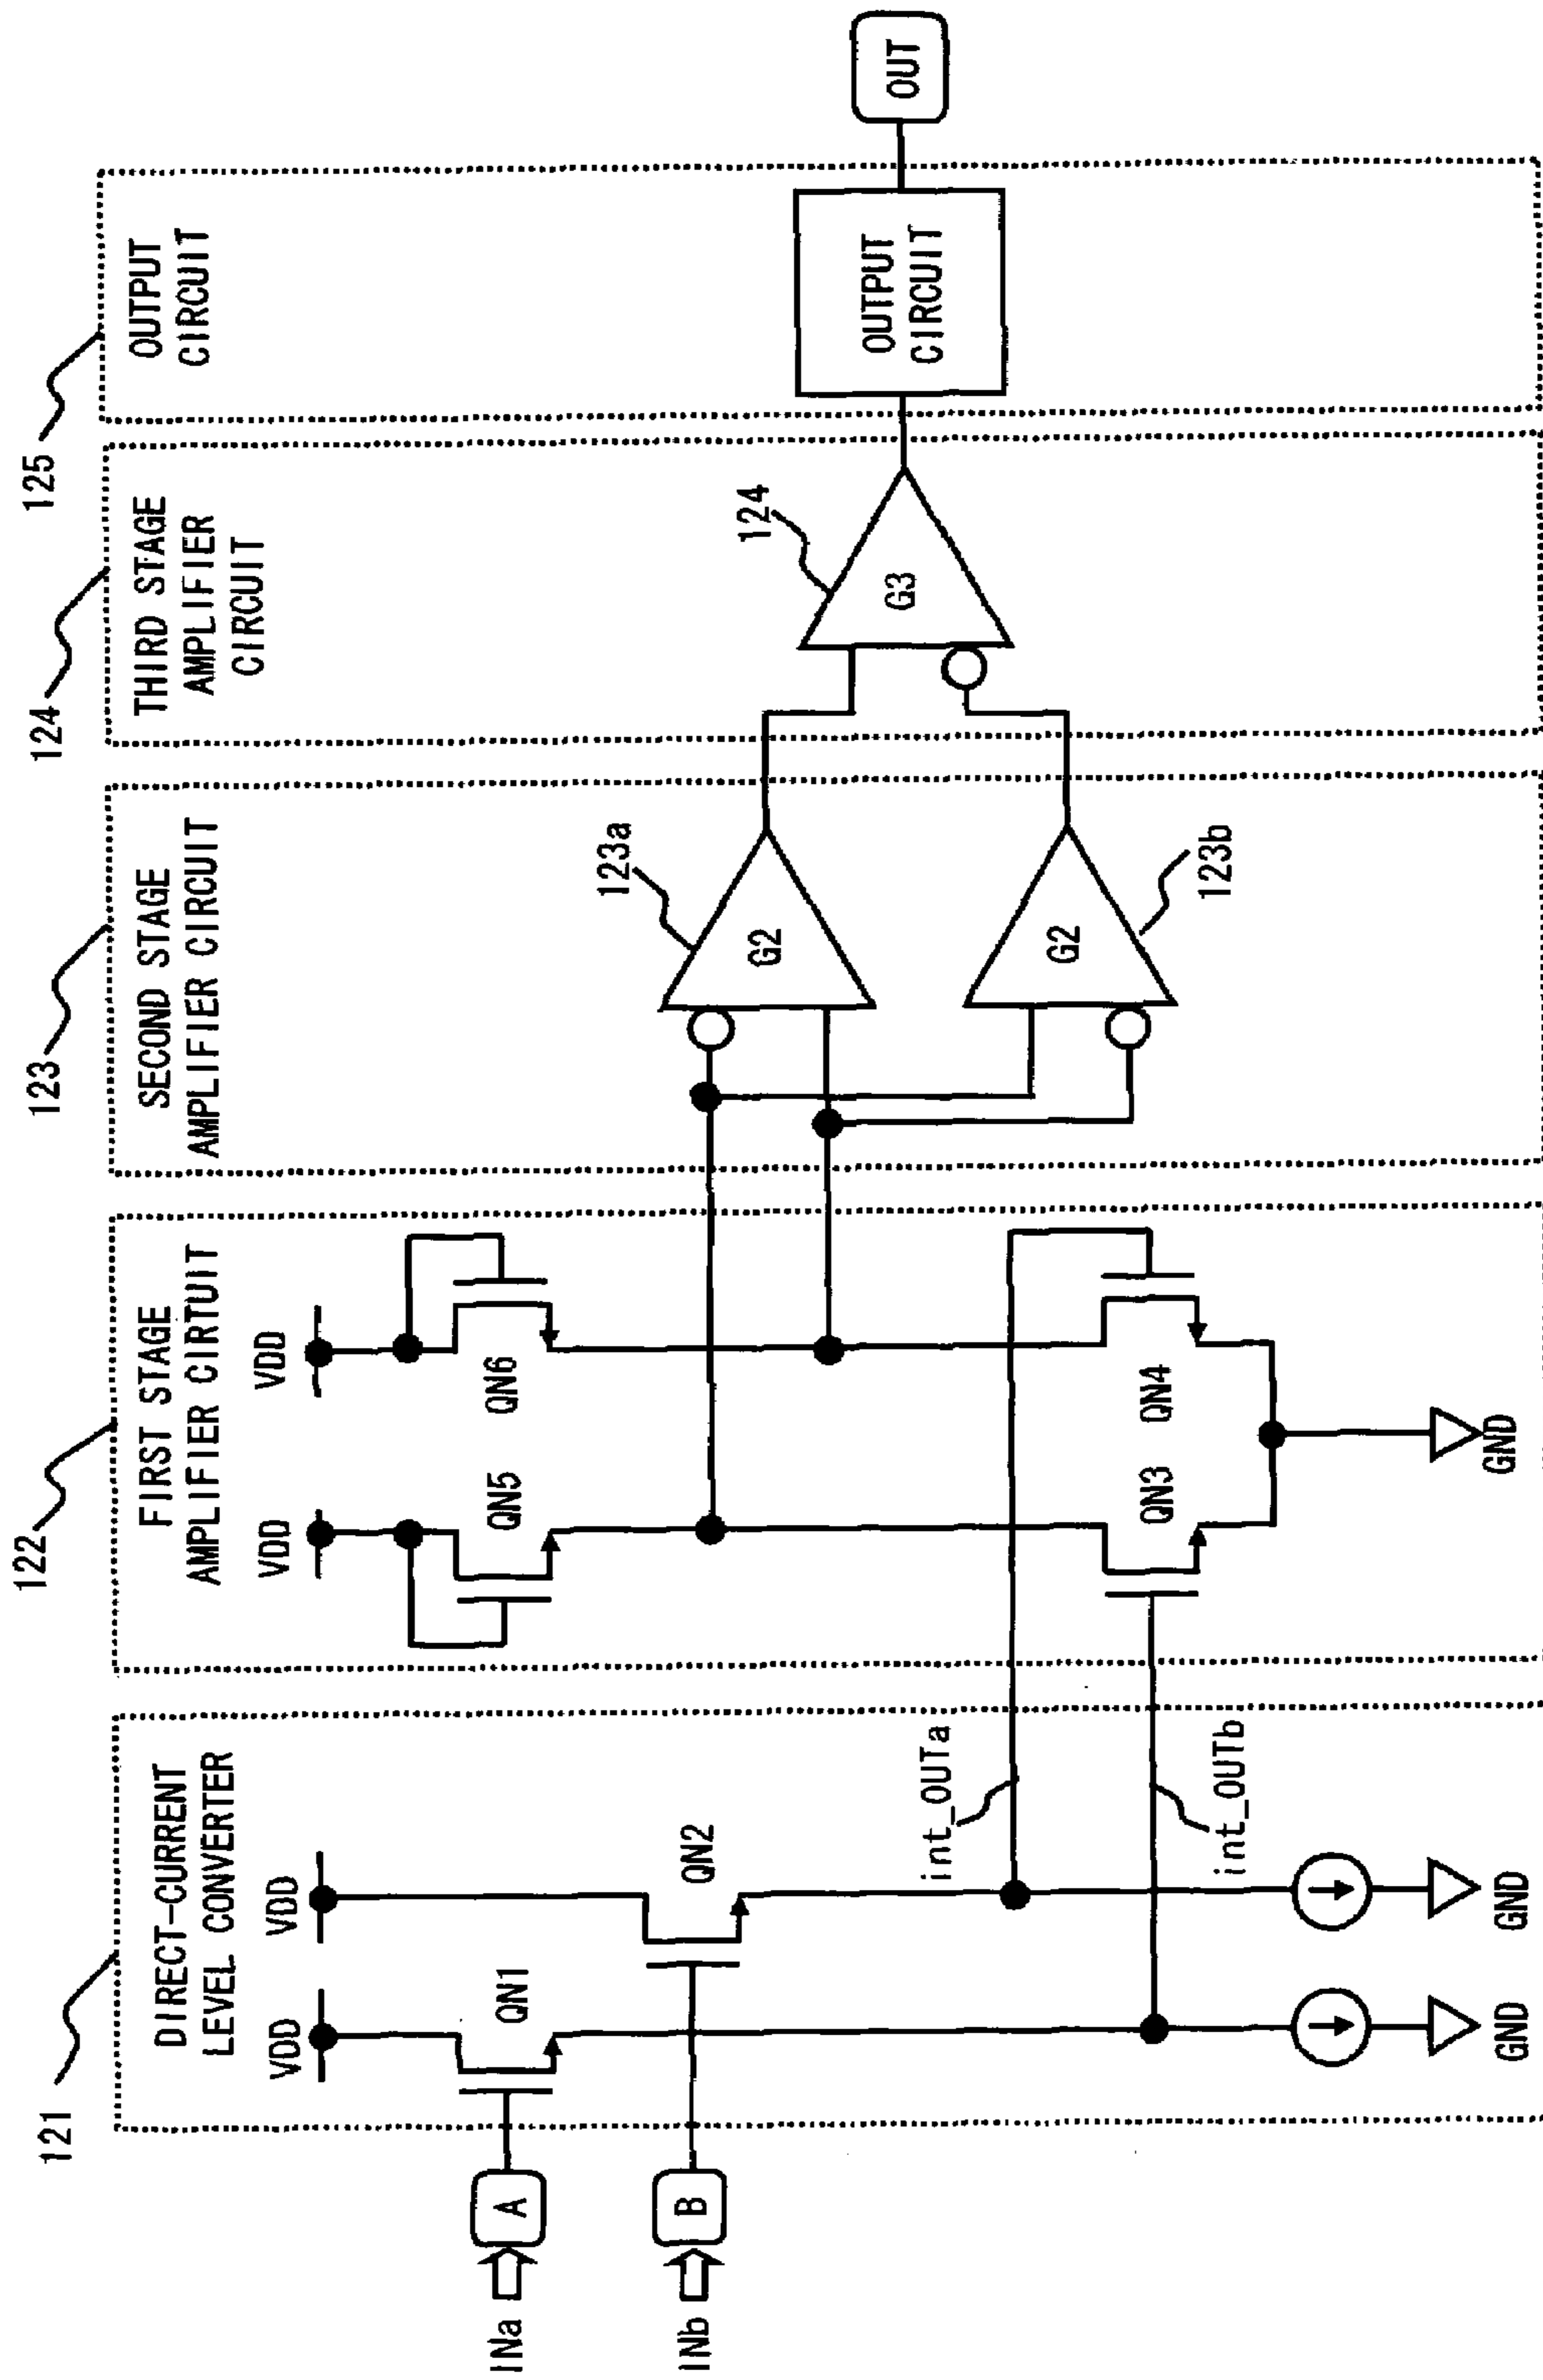 121
DIRECT-CURRENT
LEVEL CONVERTER
VDD
VDD
QN1
QN2
INa
A
INb
B
int_OUTa
int_OUTb
GND
GND
122
FIRST STAGE
AMPLIFIER CIRTUIT
VDD
VDD
QN5
QN6
QN3
QN4
GND
123
SECOND STAGE
AMPLIFIER CIRCUIT
123a
G2
G2
123b
124
THIRD STAGE
AMPLIFIER
CIRCUIT
124
G3
125
OUTPUT
CIRCUIT
OUTPUT
CIRCUIT
OUT